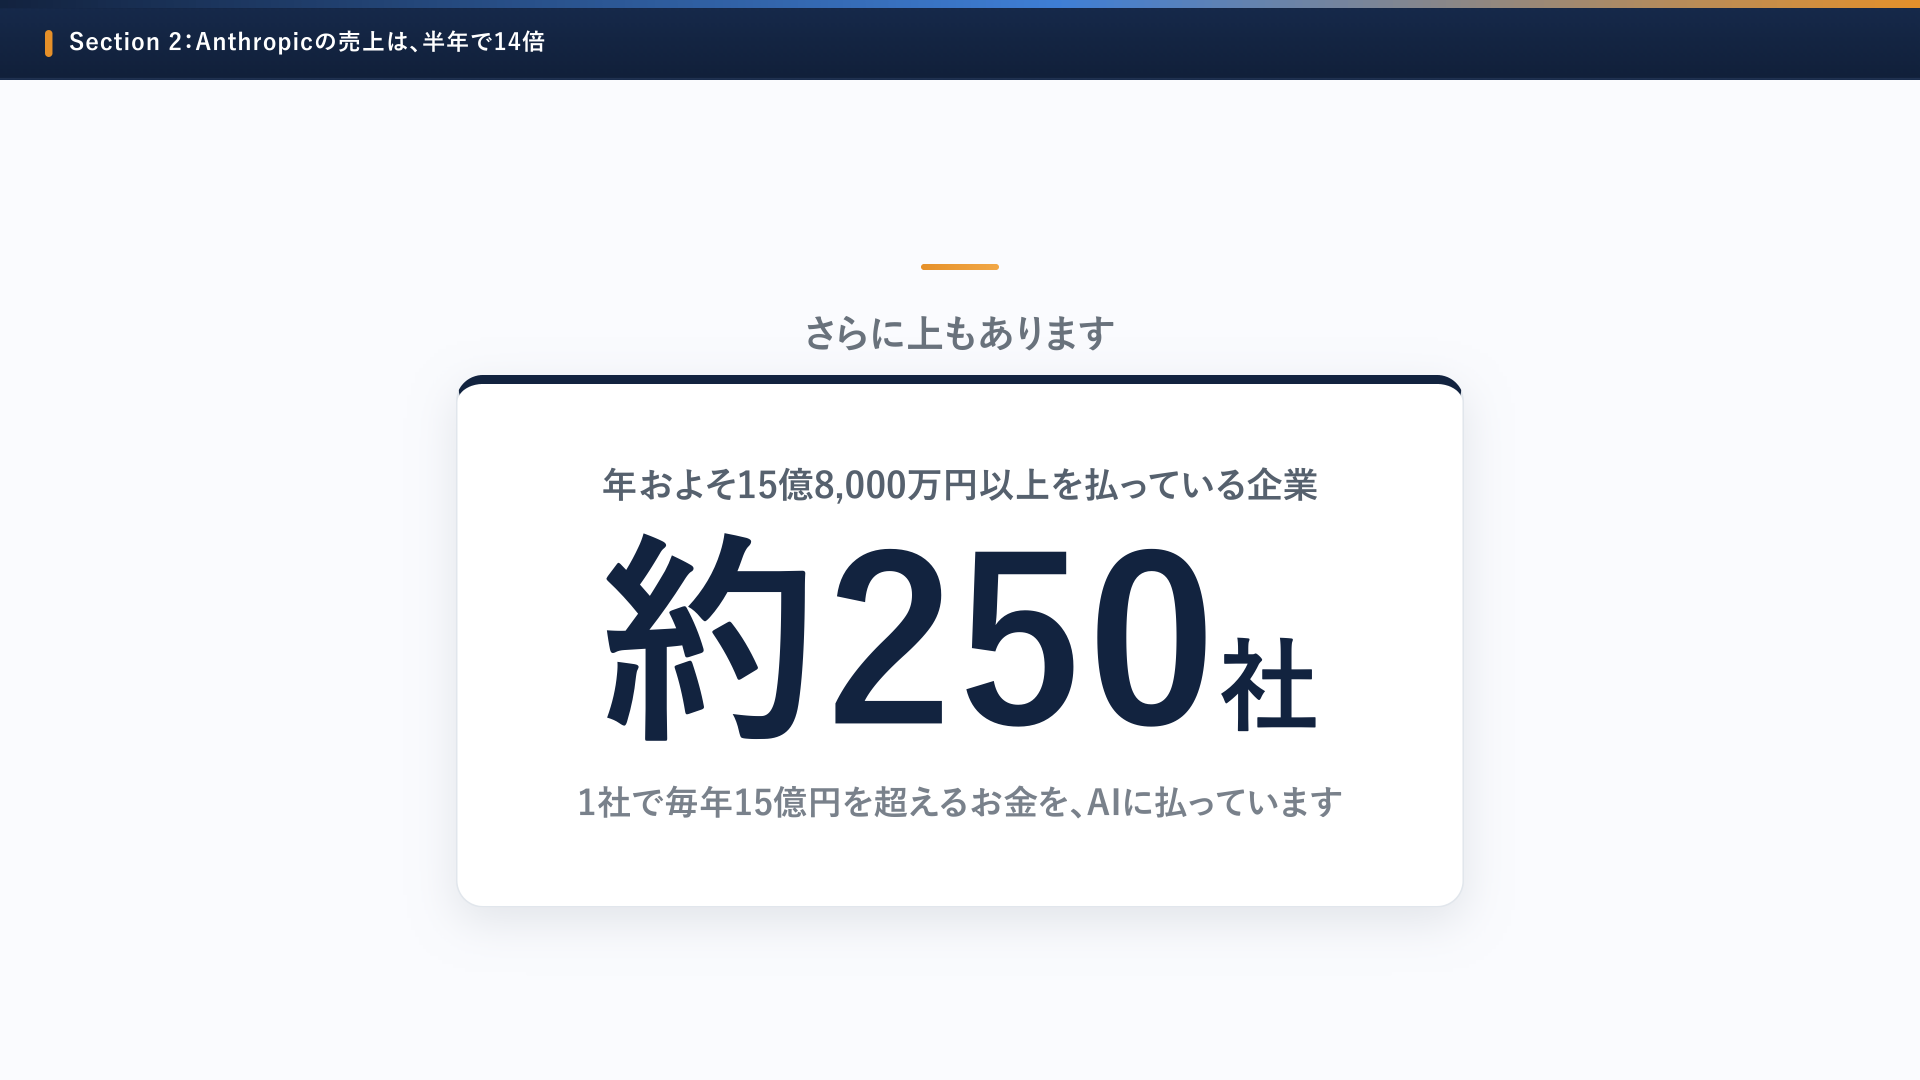 Section 2：Anthropicの売上は、半年で14倍
さらに上もあります
年およそ15億8,000万円以上を払っている企業
約250社
1社で毎年15億円を超えるお金を、AIに払っています